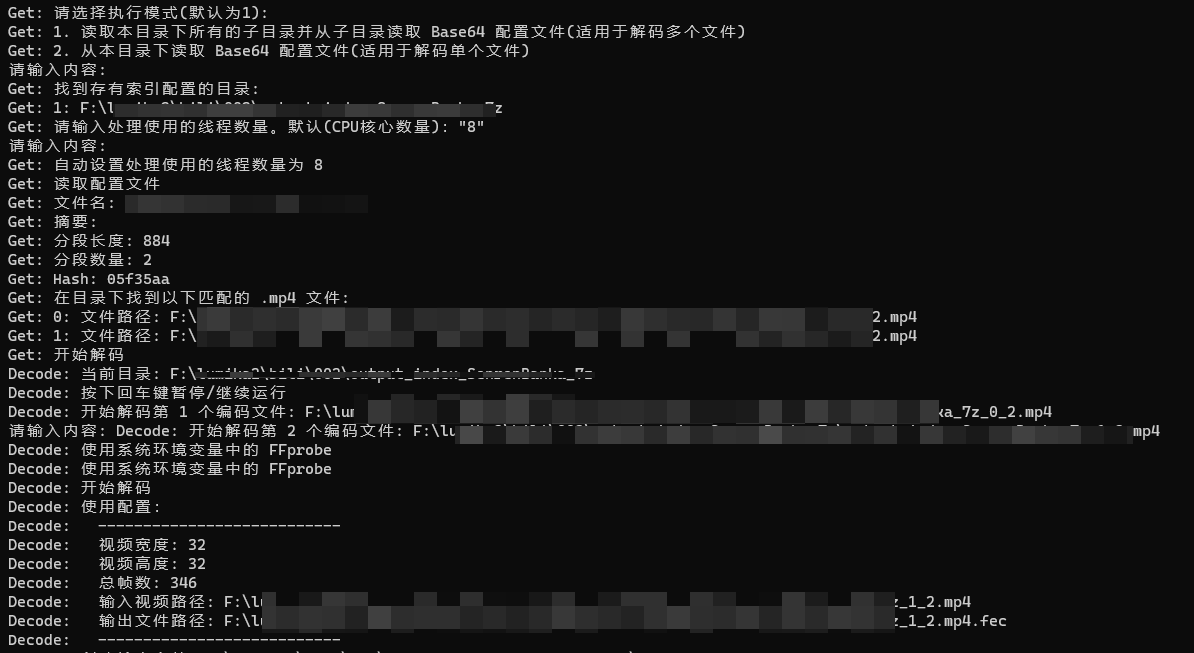 Get: 请选择执行模式(默认为1):
Get: 1. 读取本目录下所有的子目录并从子目录读取 Base64 配置文件(适用于解码多个文件)
Get: 2. 从本目录下读取 Base64 配置文件(适用于解码单个文件)
请输入内容:
Get: 找到存有索引配置的目录:
Get: 1: F:\
Get: 请输入处理使用的线程数量。默认(CPU核心数量): "8"
请输入内容:
Get: 自动设置处理使用的线程数量为 8
Get: 读取配置文件
Get: 文件名:
Get: 摘要:
Get: 分段长度: 884
Get: 分段数量: 2
Get: Hash: 05f35aa
Get: 在目录下找到以下匹配的 .mp4 文件:
Get: 0: 文件路径: F:\ 2.mp4
Get: 1: 文件路径: F:\ 2.mp4
Get: 开始解码
Decode: 当前目录: F:\
Decode: 按下回车键暂停/继续运行
Decode: 开始解码第 1 个编码文件: F:\lum a_7z_0_2.mp4
请输入内容: Decode: 开始解码第 2 个编码文件: F:\lu mp4
Decode: 使用系统环境变量中的 FFprobe
Decode: 使用系统环境变量中的 FFprobe
Decode: 开始解码
Decode: 使用配置:
Decode: ---------------------------
Decode: 视频宽度: 32
Decode: 视频高度: 32
Decode: 总帧数: 346
Decode: 输入视频路径: F:\l z_1_2.mp4
Decode: 输出文件路径: F:\l z_1_2.mp4.fec
Decode: ---------------------------